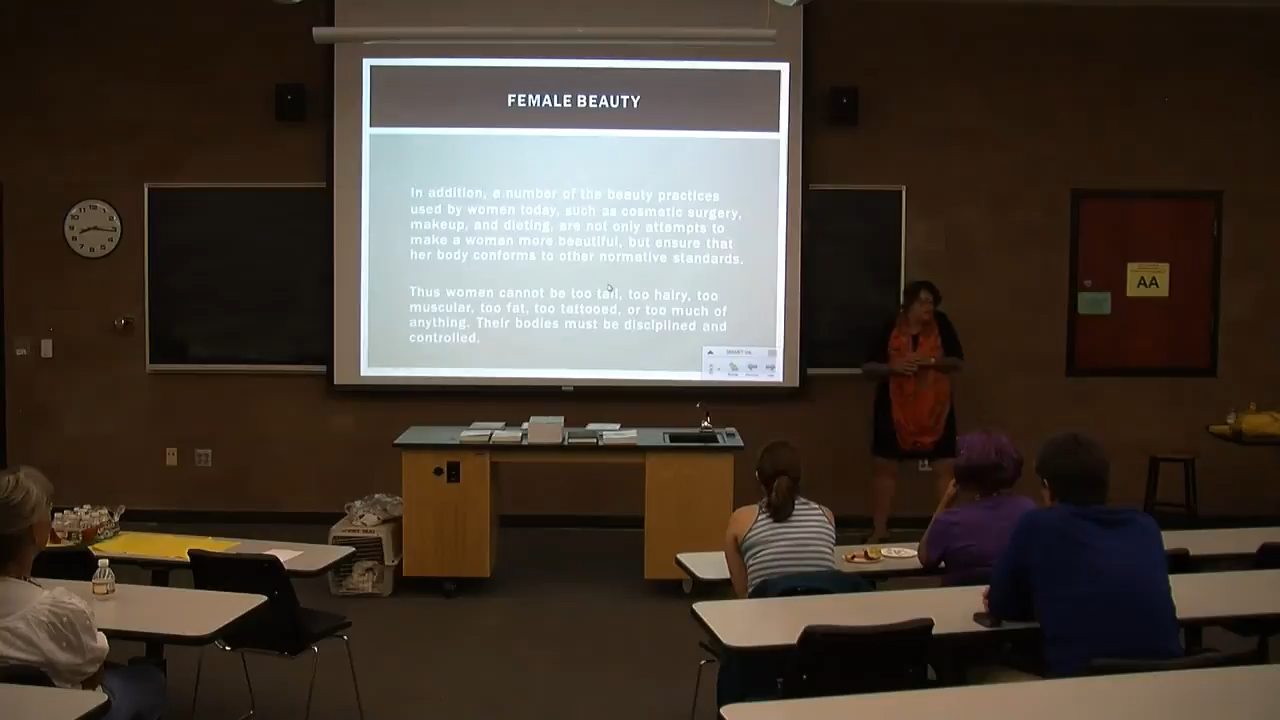 FEMALE BEAUTY
In addition, a number of the beauty practices
used by women today, such as cosmetic surgery,
makeup, and dieting, are not only attempts to
make a woman more beautiful, but ensure that
her body conforms to other normative standards.
Thus women cannot be too tall, too hairy, too
muscular, too fat, too tattooed, or too much of
anything. Their bodies must be disciplined and
controlled.
AA